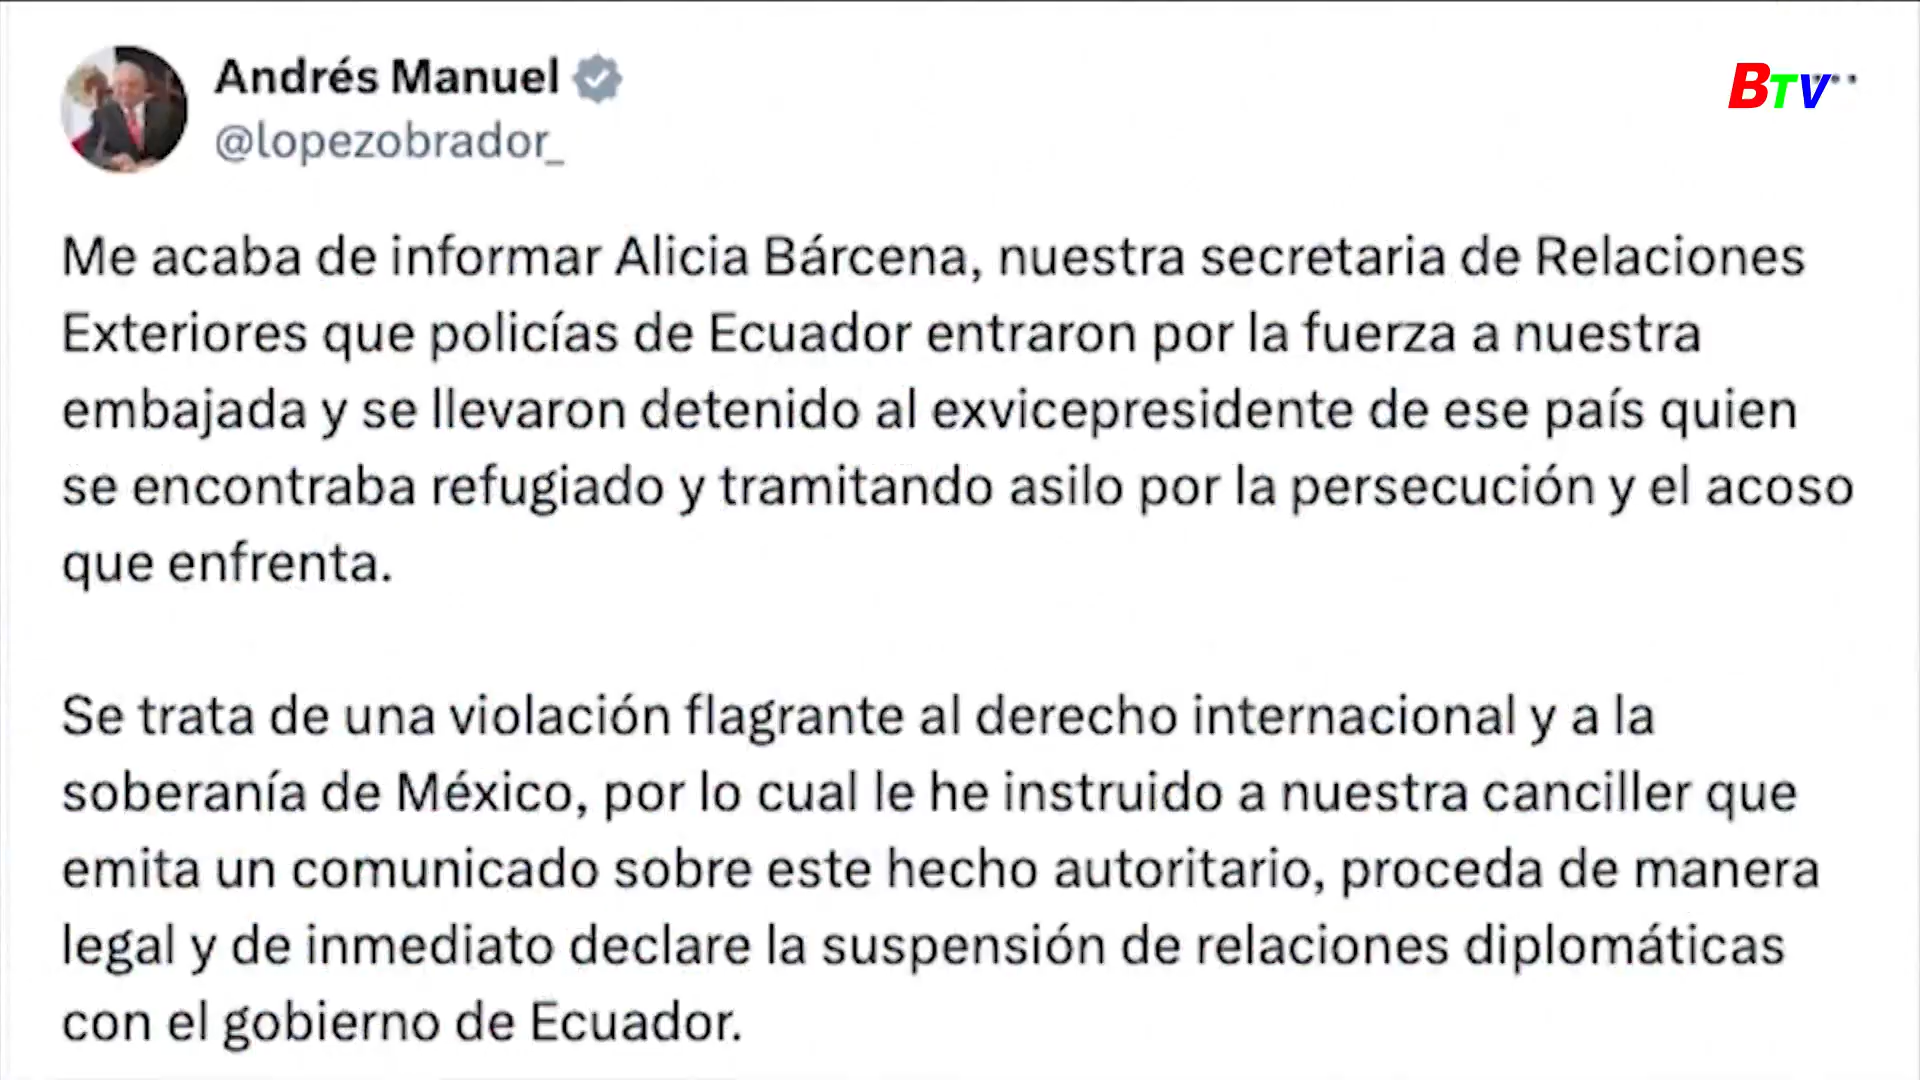 Andrés Manuel
@lopezobrador_
BTV
Me acaba de informar Alicia Bárcena, nuestra secretaria de Relaciones
Exteriores que policías de Ecuador entraron por la fuerza a nuestra
embajada y se llevaron detenido al exvicepresidente de ese país quien
se encontraba refugiado y tramitando asilo por la persecución y el acoso
que enfrenta.
Se trata de una violación flagrante al derecho internacional y a la
soberanía de México, por lo cual le he instruido a nuestra canciller que
emita un comunicado sobre este hecho autoritario, proceda de manera
legal y de inmediato declare la suspensión de relaciones diplomáticas
con el gobierno de Ecuador.